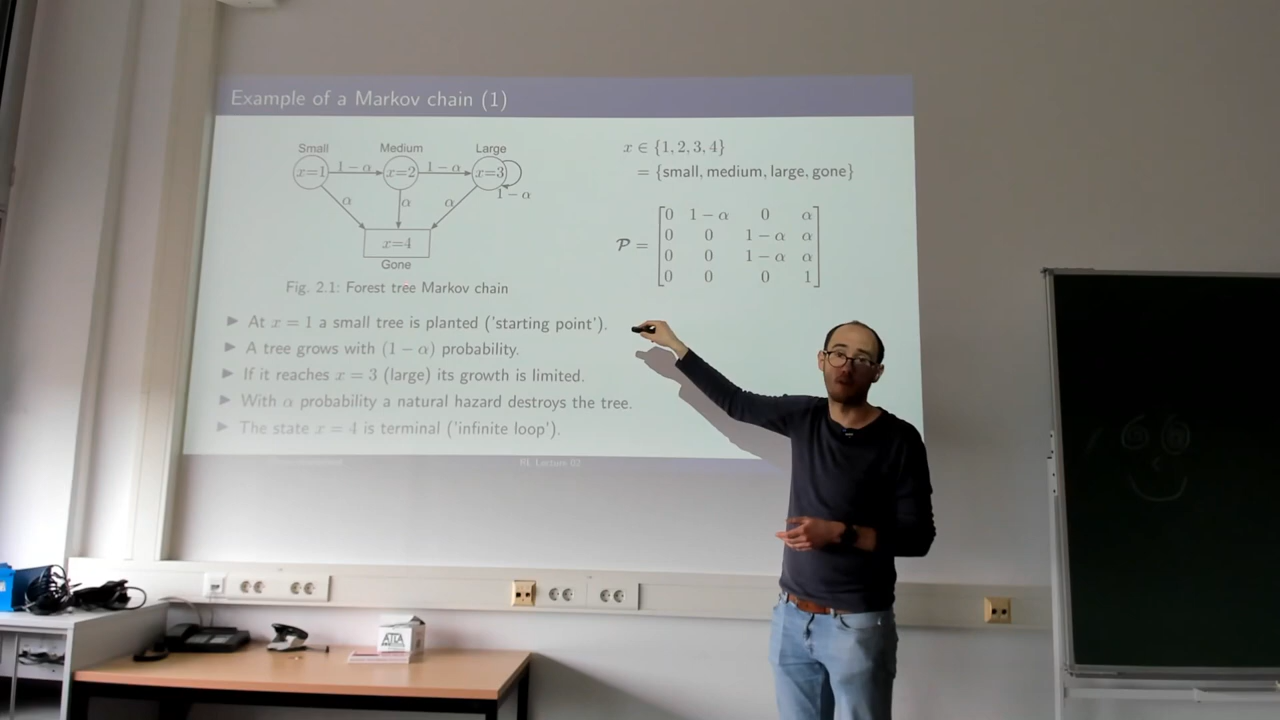 Example of a Markov chain (1)
Small Medium Large
x=1 1 − α x=2 1 − α x=3
1 − α
α α α
x=4
Gone
Fig. 2.1: Forest tree Markov chain
x ∈ {1, 2, 3, 4}
= {small, medium, large, gone}
𝓟 =
0 1 − α 0 α
0 0 1 − α α
0 0 1 − α α
0 0 0 1
▶ At x = 1 a small tree is planted ('starting point').
▶ A tree grows with (1 − α) probability.
▶ If it reaches x = 3 (large) its growth is limited.
▶ With α probability a natural hazard destroys the tree.
▶ The state x = 4 is terminal ('infinite loop').
RL Lecture 02
ATLA